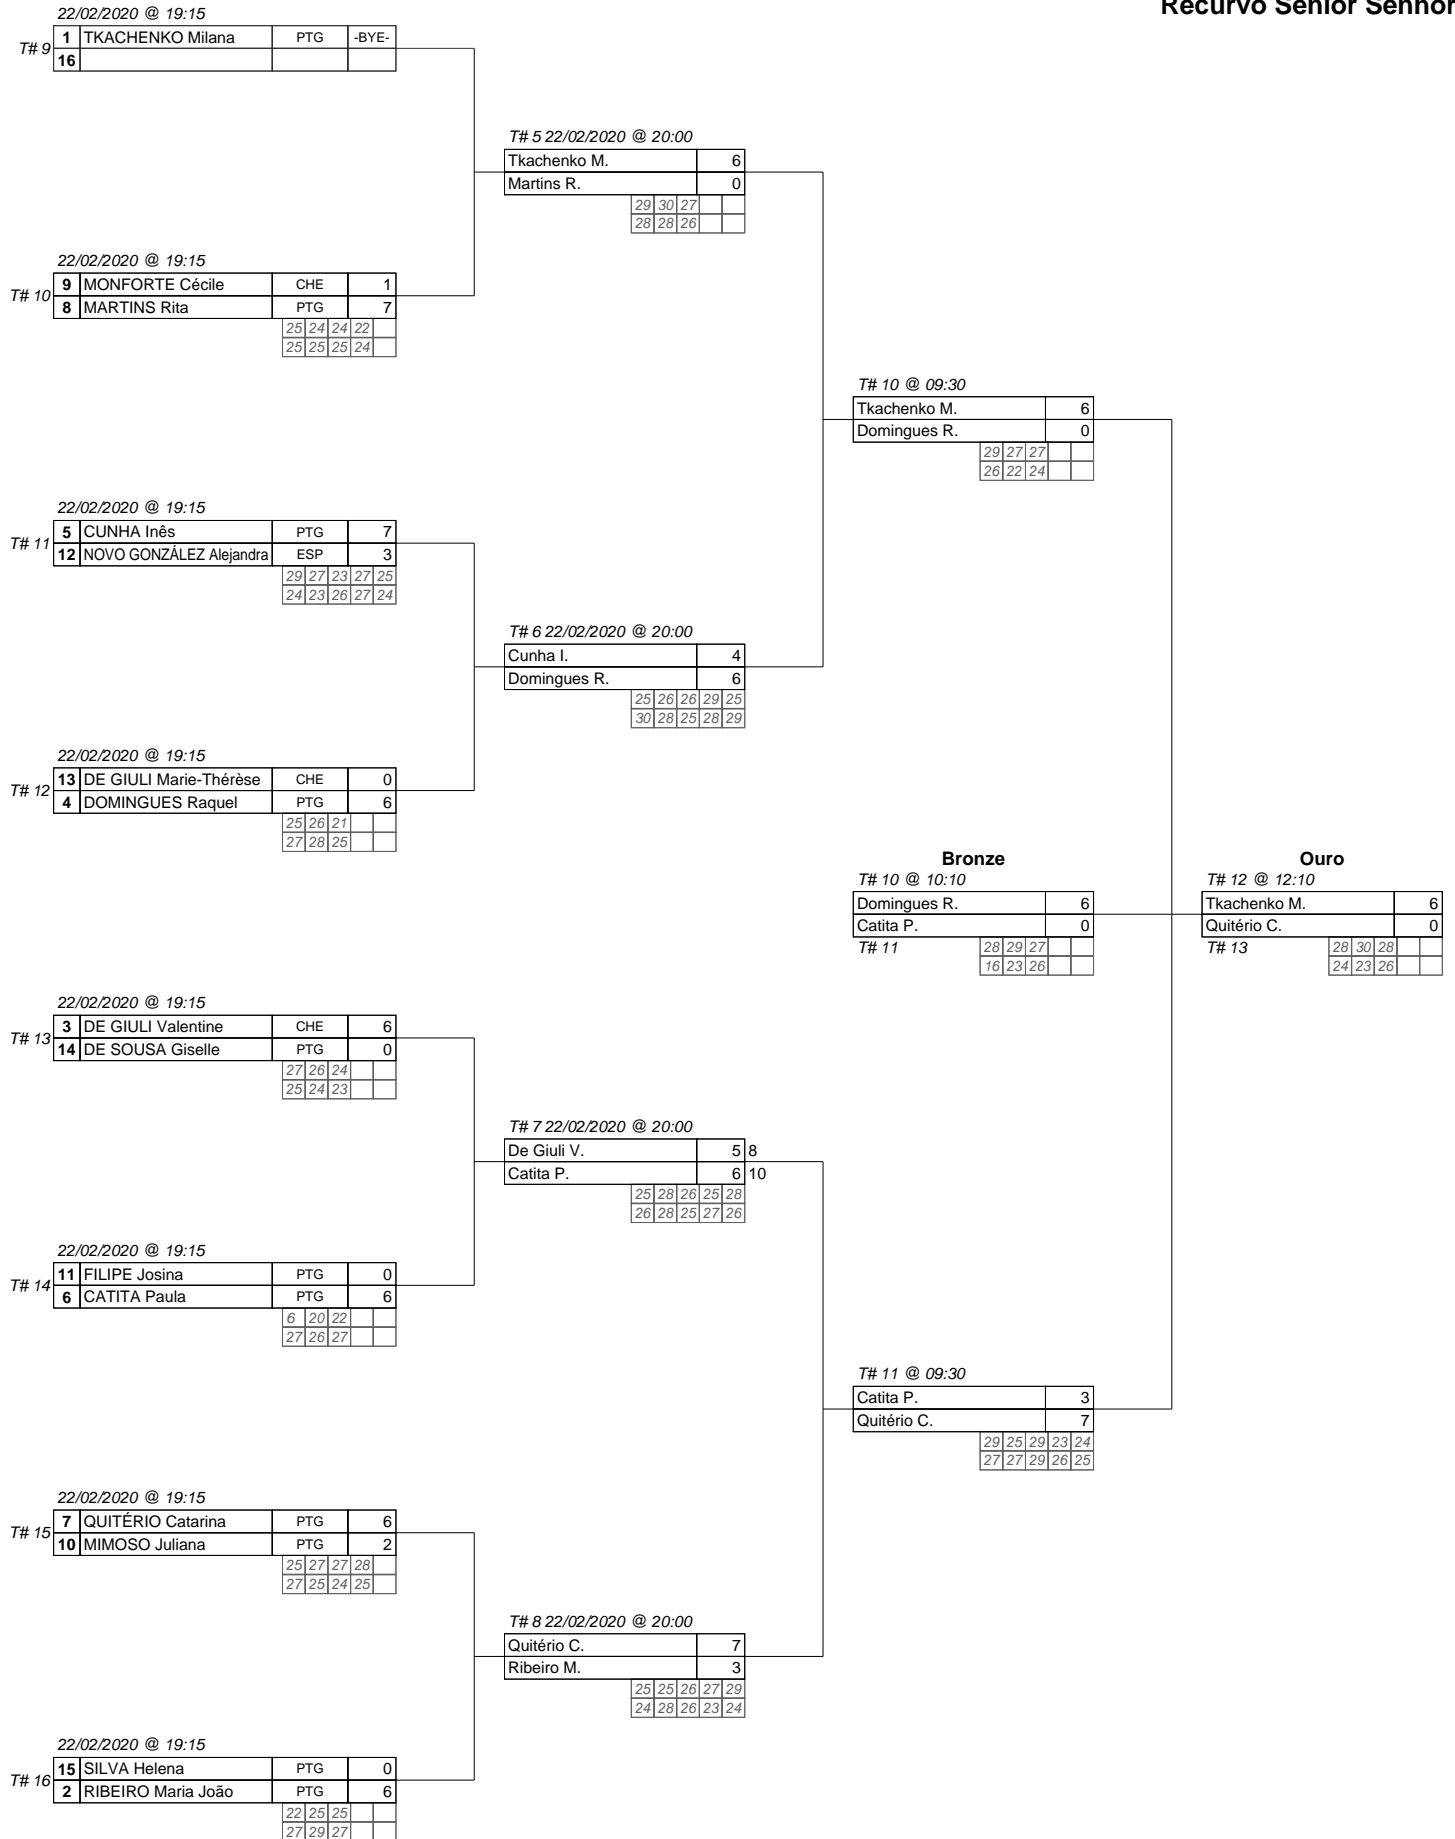 Recurvo Senior Senhor
22/02/2020 @ 19:15
T# 9
1 TKACHENKO Milana PTG -BYE-
16
T# 5 22/02/2020 @ 20:00
Tkachenko M. 6
Martins R. 0
29 30 27
28 28 26
22/02/2020 @ 19:15
T# 10
9 MONFORTE Cécile CHE 1
8 MARTINS Rita PTG 7
25 24 24 22
25 25 25 24
T# 10 @ 09:30
Tkachenko M. 6
Domingues R. 0
29 27 27
26 22 24
22/02/2020 @ 19:15
T# 11
5 CUNHA Inês PTG 7
12 NOVO GONZÁLEZ Alejandra ESP 3
29 27 23 27 25
24 23 26 27 24
T# 6 22/02/2020 @ 20:00
Cunha I. 4
Domingues R. 6
25 26 26 29 25
30 28 25 28 29
22/02/2020 @ 19:15
T# 12
13 DE GIULI Marie-Thérèse CHE 0
4 DOMINGUES Raquel PTG 6
25 26 21
27 28 25
Bronze
T# 10 @ 10:10
Domingues R. 6
Catita P. 0
T# 11
28 29 27
16 23 26
Ouro
T# 12 @ 12:10
Tkachenko M. 6
Quitério C. 0
T# 13
28 30 28
24 23 26
22/02/2020 @ 19:15
T# 13
3 DE GIULI Valentine CHE 6
14 DE SOUSA Giselle PTG 0
27 26 24
25 24 23
T# 7 22/02/2020 @ 20:00
De Giuli V. 5 8
Catita P. 6 10
25 28 26 25 28
26 28 25 27 26
22/02/2020 @ 19:15
T# 14
11 FILIPE Josina PTG 0
6 CATITA Paula PTG 6
6 20 22
27 26 27
T# 11 @ 09:30
Catita P. 3
Quitério C. 7
29 25 29 23 24
27 27 29 26 25
22/02/2020 @ 19:15
T# 15
7 QUITÉRIO Catarina PTG 6
10 MIMOSO Juliana PTG 2
25 27 27 28
27 25 24 25
T# 8 22/02/2020 @ 20:00
Quitério C. 7
Ribeiro M. 3
25 25 26 27 29
24 28 26 23 24
22/02/2020 @ 19:15
T# 16
15 SILVA Helena PTG 0
2 RIBEIRO Maria João PTG 6
22 25 25
27 29 27